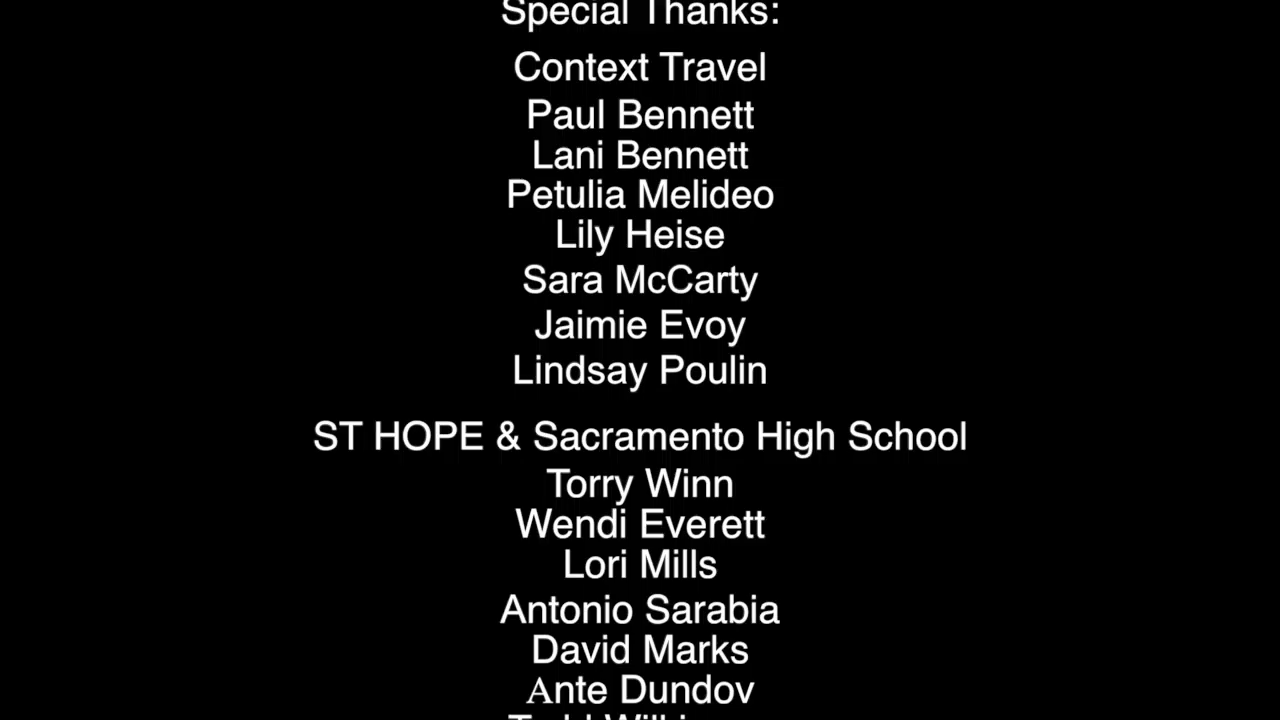 Special Thanks:
Context Travel
Paul Bennett
Lani Bennett
Petulia Melideo
Lily Heise
Sara McCarty
Jaimie Evoy
Lindsay Poulin
ST HOPE & Sacramento High School
Torry Winn
Wendi Everett
Lori Mills
Antonio Sarabia
David Marks
Ante Dundov